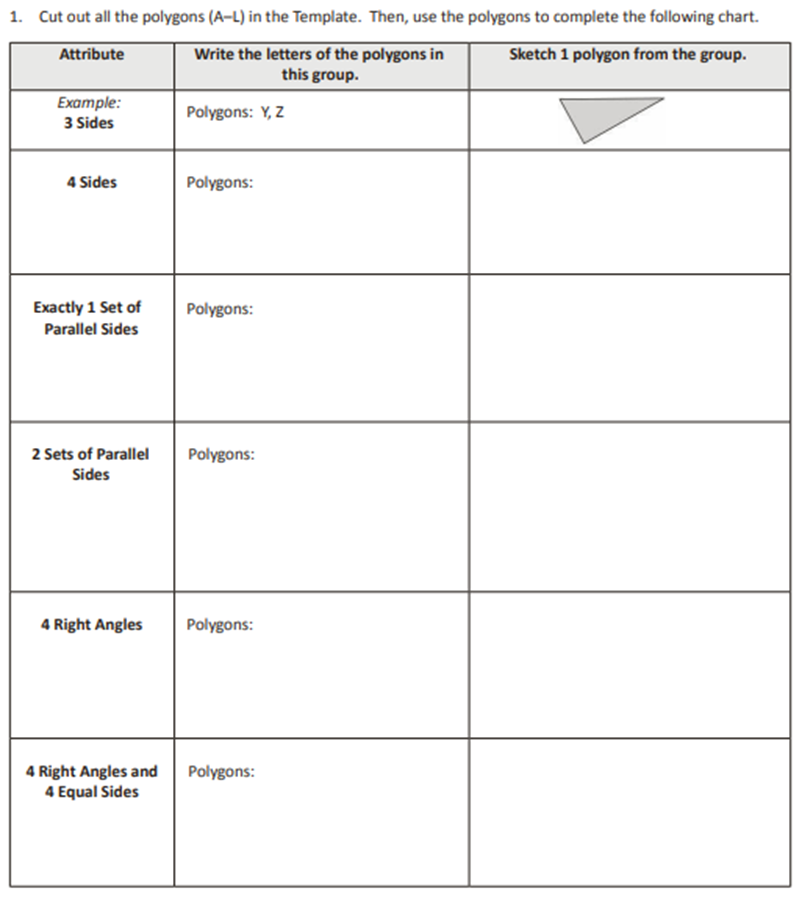 1. Cut out all the polygons (A–L) in the Template. Then, use the polygons to complete the following chart.
Attribute
Write the letters of the polygons in
this group.
Sketch 1 polygon from the group.
Example:
3 Sides
Polygons: Y, Z
4 Sides
Polygons:
Exactly 1 Set of
Parallel Sides
Polygons:
2 Sets of Parallel
Sides
Polygons:
4 Right Angles
Polygons:
4 Right Angles and
4 Equal Sides
Polygons: